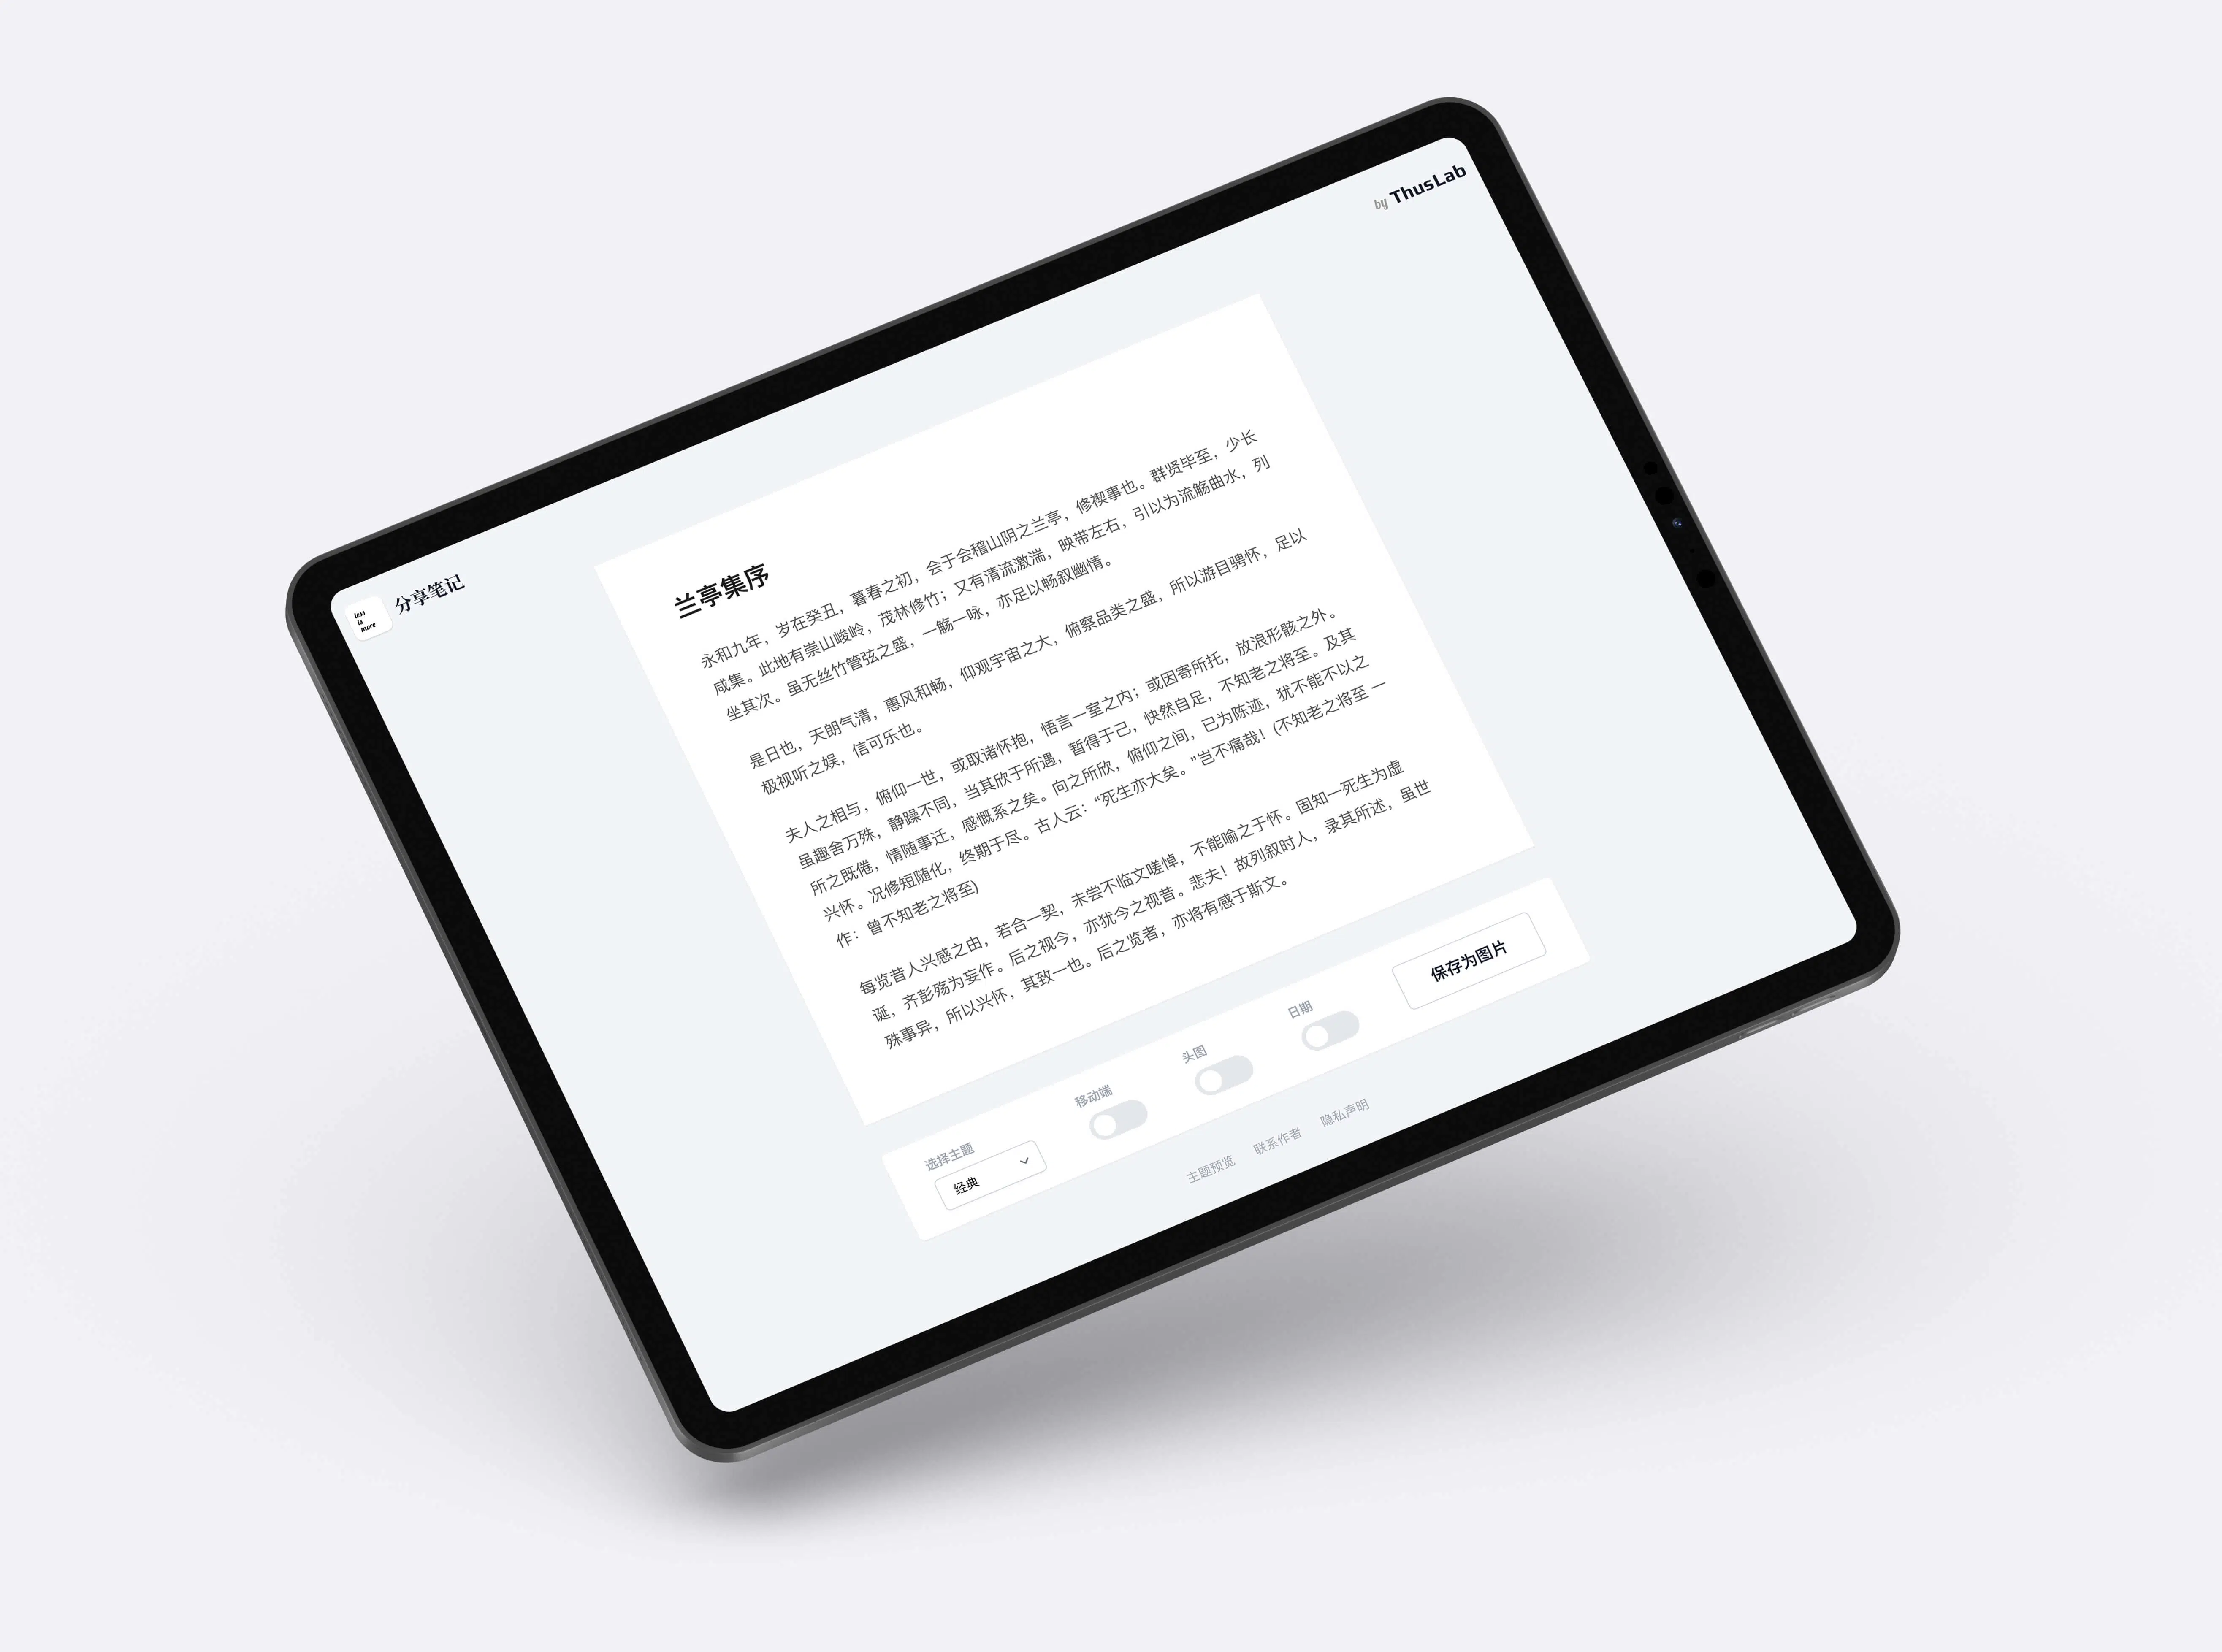 less
is
more
分享笔记
by ThusLab
兰亭集序
永和九年，岁在癸丑，暮春之初，会于会稽山阴之兰亭，修禊事也。群贤毕至，少长
咸集。此地有崇山峻岭，茂林修竹；又有清流激湍，映带左右，引以为流觞曲水，列
坐其次。虽无丝竹管弦之盛，一觞一咏，亦足以畅叙幽情。
是日也，天朗气清，惠风和畅，仰观宇宙之大，俯察品类之盛，所以游目骋怀，足以
极视听之娱，信可乐也。
夫人之相与，俯仰一世，或取诸怀抱，悟言一室之内；或因寄所托，放浪形骸之外。
虽趣舍万殊，静躁不同，当其欣于所遇，暂得于己，快然自足，不知老之将至。及其
所之既倦，情随事迁，感慨系之矣。向之所欣，俯仰之间，已为陈迹，犹不能不以之
兴怀。况修短随化，终期于尽。古人云：“死生亦大矣。”岂不痛哉！(不知老之将至 一
作：曾不知老之将至)
每览昔人兴感之由，若合一契，未尝不临文嗟悼，不能喻之于怀。固知一死生为虚
诞，齐彭殇为妄作。后之视今，亦犹今之视昔。悲夫！故列叙时人，录其所述，虽世
殊事异，所以兴怀，其致一也。后之览者，亦将有感于斯文。
选择主题
经典
移动端
头图
日期
保存为图片
主题预览 联系作者 隐私声明